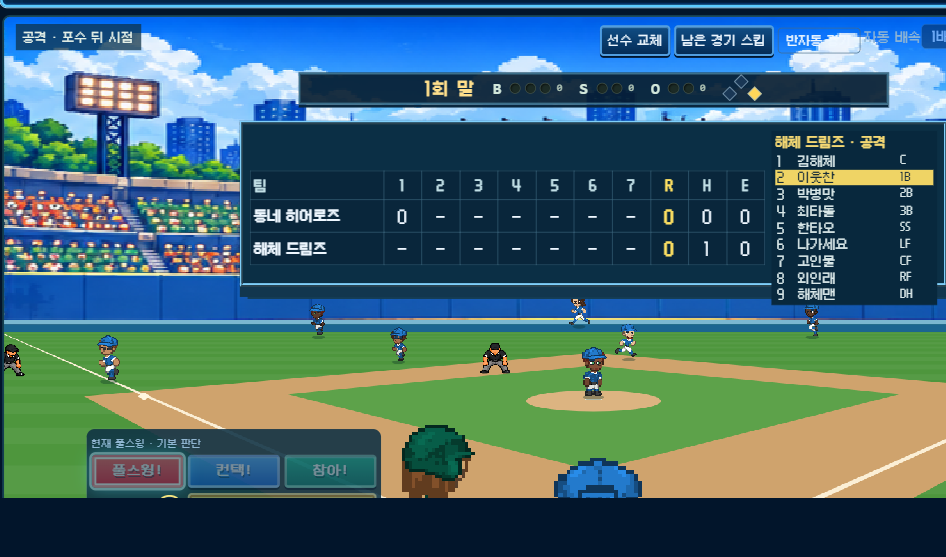 공격 · 포수 뒤 시점
선수 교체
남은 경기 스킵
반자동
자동 배속
1회 말 B 0 S 0 O 0
팀 1 2 3 4 5 6 7 R H E
동네 히어로즈 0 – – – – – – 0 0 0
해체 드림즈 – – – – – – – 0 1 0
해체 드림즈 · 공격
1 김해체 C
2 이웃찬 1B
3 박병맛 2B
4 최타돌 3B
5 한타오 SS
6 나가세요 LF
7 고인물 CF
8 외인래 RF
9 해체맨 DH
현재 풀스윙 · 기본 판단
풀스윙!
컨택!
참아!